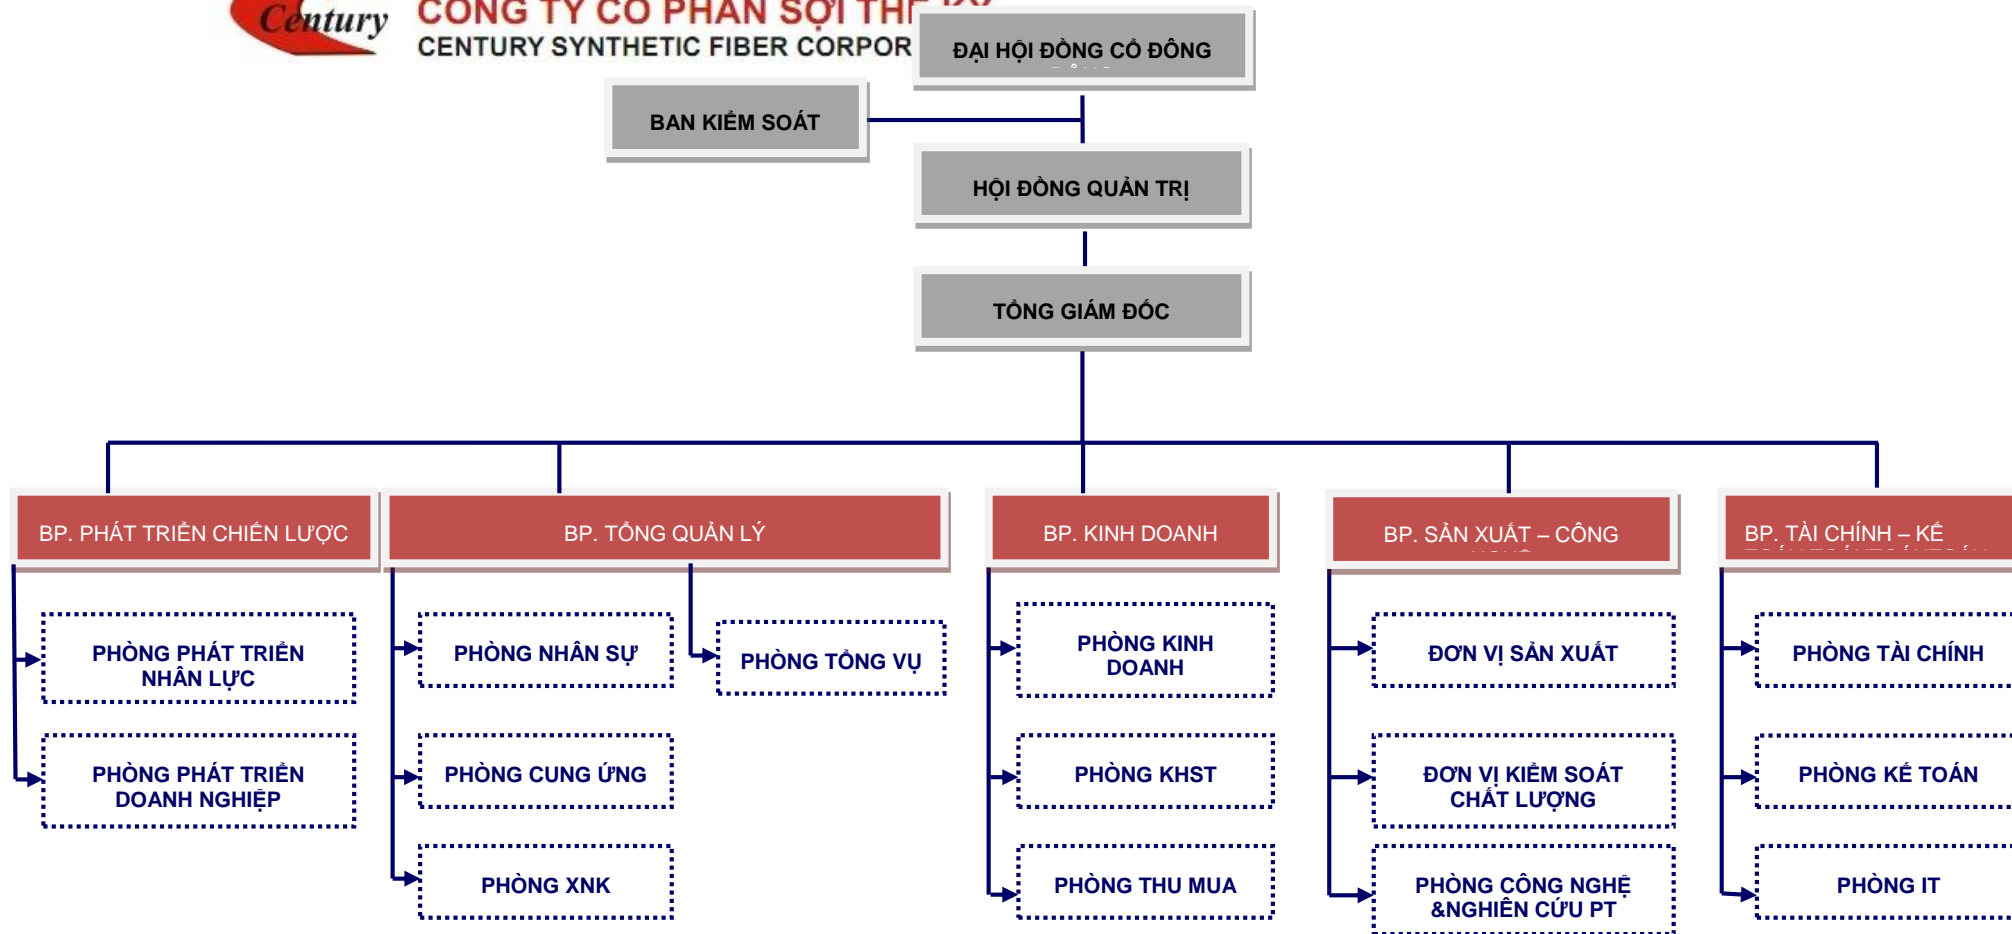 Century
CÔNG TY CỔ PHẦN SỢI THẾ KỶ
CENTURY SYNTHETIC FIBER CORPOR
ĐẠI HỘI ĐỒNG CỔ ĐÔNG
BAN KIỂM SOÁT
HỘI ĐỒNG QUẢN TRỊ
TỔNG GIÁM ĐỐC
BP. PHÁT TRIỂN CHIẾN LƯỢC
BP. TỔNG QUẢN LÝ
BP. KINH DOANH
BP. SẢN XUẤT – CÔNG
BP. TÀI CHÍNH – KẾ
PHÒNG PHÁT TRIỂN
NHÂN LỰC
PHÒNG NHÂN SỰ
PHÒNG TỔNG VỤ
PHÒNG KINH
DOANH
ĐƠN VỊ SẢN XUẤT
PHÒNG TÀI CHÍNH
PHÒNG PHÁT TRIỂN
DOANH NGHIỆP
PHÒNG CUNG ỨNG
PHÒNG KHST
ĐƠN VỊ KIỂM SOÁT
CHẤT LƯỢNG
PHÒNG KẾ TOÁN
PHÒNG XNK
PHÒNG THU MUA
PHÒNG CÔNG NGHỆ
&NGHIÊN CỨU PT
PHÒNG IT